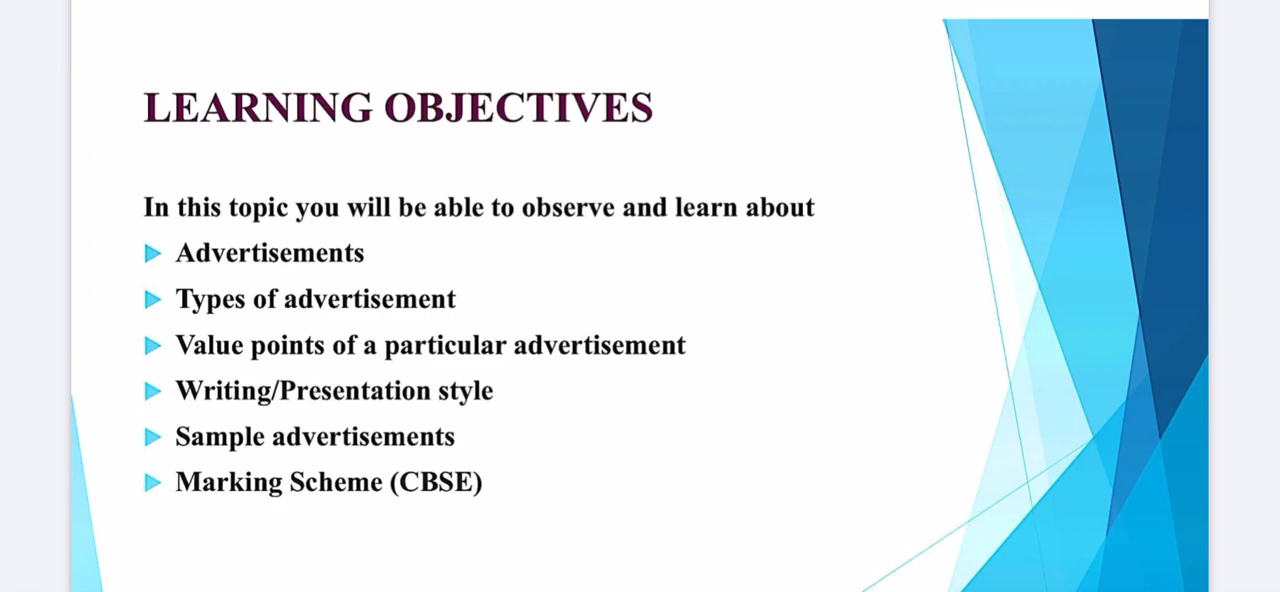 LEARNING OBJECTIVES
In this topic you will be able to observe and learn about
Advertisements
Types of advertisement
Value points of a particular advertisement
Writing/Presentation style
Sample advertisements
Marking Scheme (CBSE)